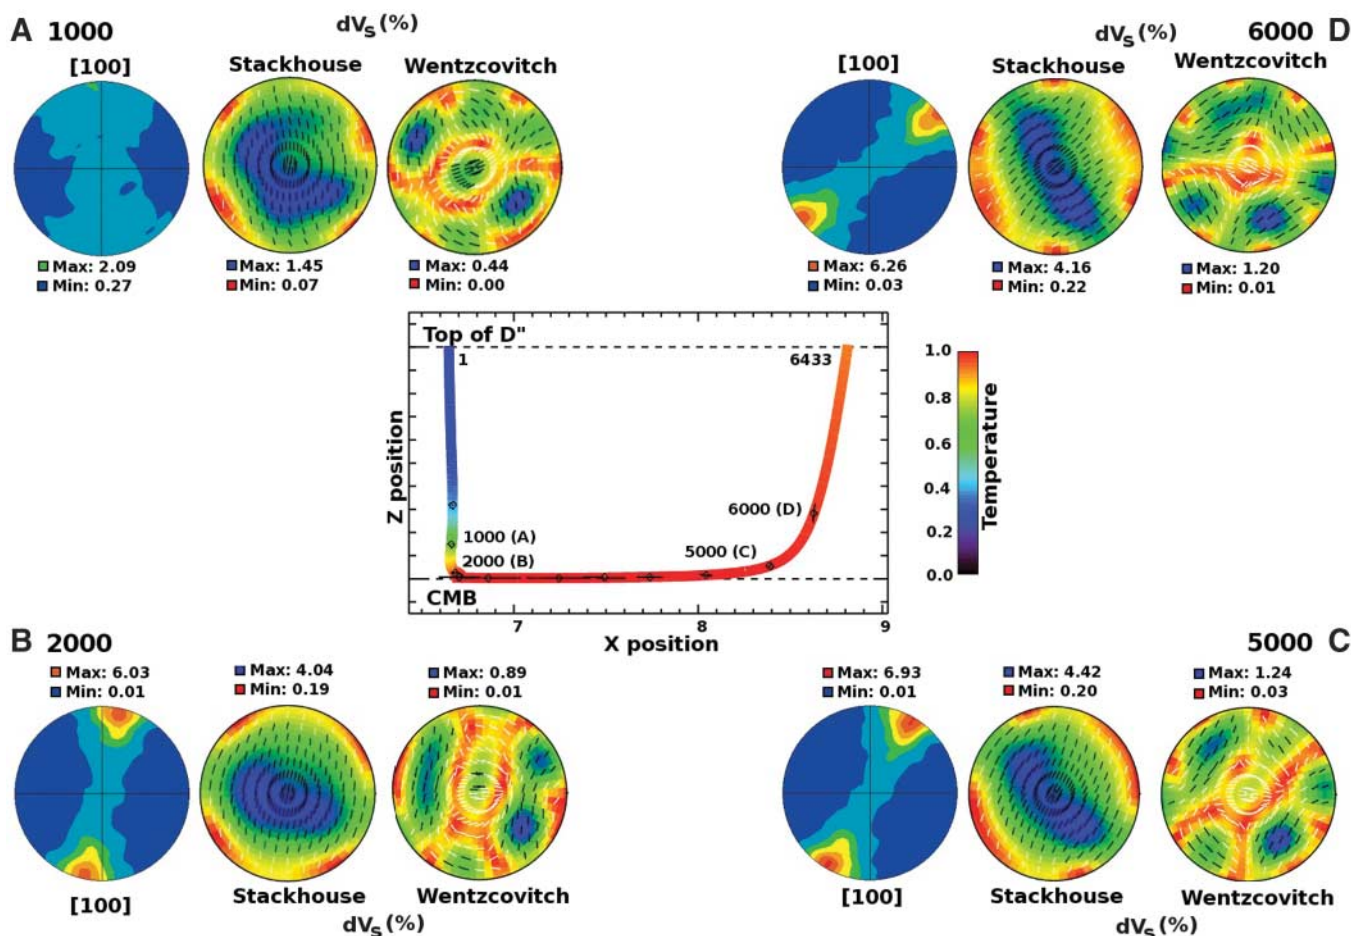 A 1000
dVS (%)
[100]
Stackhouse
Wentzcovitch
Max: 2.09
Min: 0.27
Max: 1.45
Min: 0.07
Max: 0.44
Min: 0.00
dVS (%)
6000 D
[100]
Stackhouse
Wentzcovitch
Max: 6.26
Min: 0.03
Max: 4.16
Min: 0.22
Max: 1.20
Min: 0.01
Top of D"
1
6433
6000 (D)
1000 (A)
5000 (C)
2000 (B)
CMB
Z position
7
8
9
X position
1.0
0.8
0.6
0.4
0.2
0.0
Temperature
B 2000
Max: 6.03
Min: 0.01
Max: 4.04
Min: 0.19
Max: 0.89
Min: 0.01
[100]
Stackhouse
Wentzcovitch
dVS (%)
5000 C
Max: 6.93
Min: 0.01
Max: 4.42
Min: 0.20
Max: 1.24
Min: 0.03
[100]
Stackhouse
Wentzcovitch
dVS (%)